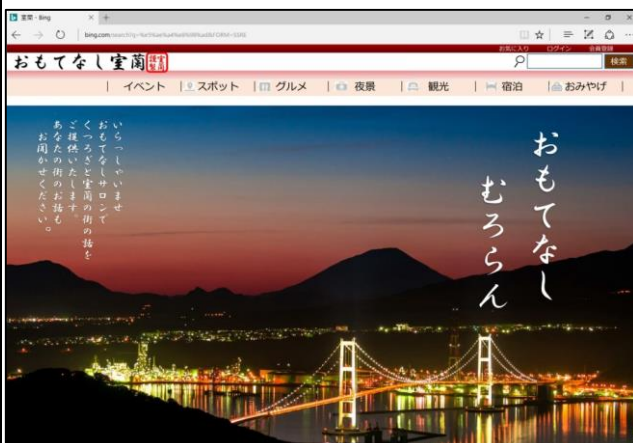 室蘭 - Bing
お気に入り ログイン 会員登録
おもてなし室蘭
検索
イベント スポット グルメ 夜景 観光 宿泊 おみやげ
おもてなし
むろらん
いらっしゃいませ
おもてなしサロンで
くつろぎと室蘭の街の話を
ご提供いたします。
あなたの街のお話も
お聞かせください。